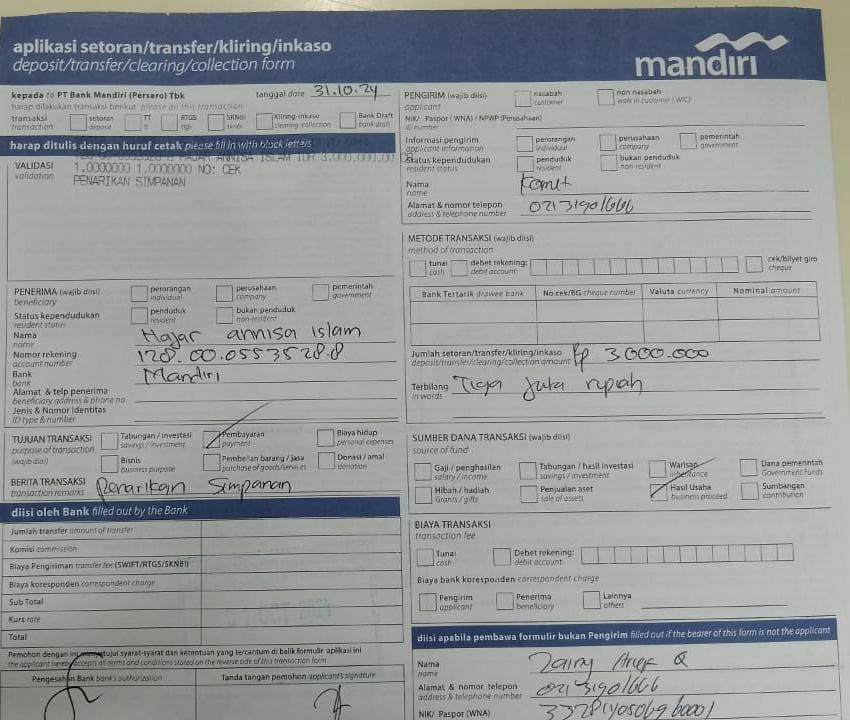 aplikasi setoran/transfer/kliring/inkaso
deposit/transfer/clearing/collection form
mandiri
kepada to PT Bank Mandiri (Persero) Tbk
tanggal date 31.10.24
harap dilakukan transaksi berikut please do this transaction
transaksi transaction
setoran deposit
TT tt
RTGS rtgs
SKNBI sknbi
Kliring-inkaso clearing-collection
Bank Draft bank draft
harap ditulis dengan huruf cetak please fill In with block letters
VALIDASI
validation
HAJAR ANNISA ISLAM IDR 3,000,000.00
1.0000000 1.0000000 NO: CEK
PENARIKAN SIMPANAN
PENERIMA (wajib diisi)
beneficiary
perorangan individual
perusahaan company
pemerintah government
Status kependudukan
resident status
penduduk resident
bukan penduduk non-resident
Nama Hajar annisa islam
name
Nomor rekening 128.00.0553528.8
account number
Bank Mandiri
bank
Alamat & telp penerima
beneficiary address & phone no
Jenis & Nomor Identitas
ID type & number
TUJUAN TRANSAKSI
purpose of transaction
(wajib diisi)
Tabungan / investasi savings / investment
Pembayaran payment
Biaya hidup personal expenses
Bisnis business purpose
Pembelian barang / jasa purchase of goods/services
Donasi / amal donation
BERITA TRANSAKSI Penarikan Simpanan
transaction remarks
diisi oleh Bank filled out by the Bank
Jumlah transfer amount of transfer
Komisi commission
Biaya Pengiriman transfer fee (SWIFT/RTGS/SKNBI)
Biaya koresponden correspondent charge
Sub Total
Kurs rate
Total
Pemohon dengan ini menyetujui syarat-syarat dan ketentuan yang tercantum di balik formulir aplikasi ini
the applicant hereby accepts all terms and conditions stated on the reverse side of this transaction form
Pengesahan Bank bank's authorization
Tanda tangan pemohon applicant's signature
PENGIRIM (wajib diisi)
applicant
nasabah customer
non nasabah walk in customer (WIC)
NIK/ Paspor (WNA) / NPWP (Perusahaan)
ID number
Informasi pengirim
applicant information
perorangan individual
perusahaan company
pemerintah government
Status kependudukan
resident status
penduduk resident
bukan penduduk non-resident
Nama Komit
name
Alamat & nomor telepon 02131901666
address & telephone number
METODE TRANSAKSI (wajib diisi)
method of transaction
tunai cash
debet rekening: debit account:
cek/bilyet giro cheque
Bank Tertarik drawee bank
No.cek/BG cheque number
Valuta currency
Nominal amount
Jumlah setoran/transfer/kliring/inkaso Rp 3000.000
deposit/transfer/clearing/collection amount
Terbilang Tiga juta rupiah
in words
SUMBER DANA TRANSAKSI (wajib diisi)
source of fund
Gaji / penghasilan salary / income
Tabungan / hasil investasi savings / investment
Warisan inheritance
Dana pemerintah Government Funds
Hibah / hadiah Grants / gifts
Penjualan aset sale of assets
Hasil Usaha business proceed
Sumbangan contribution
BIAYA TRANSAKSI
transaction fee
Tunai cash
Debet rekening: debit account:
Biaya bank koresponden correspondent charge
Pengirim applicant
Penerima beneficiary
Lainnya others
diisi apabila pembawa formulir bukan Pengirim filled out if the bearer of this form is not the applicant
Nama
name
Alamat & nomor telepon 02131901666
address & telephone number
NIK/ Paspor (WNA)